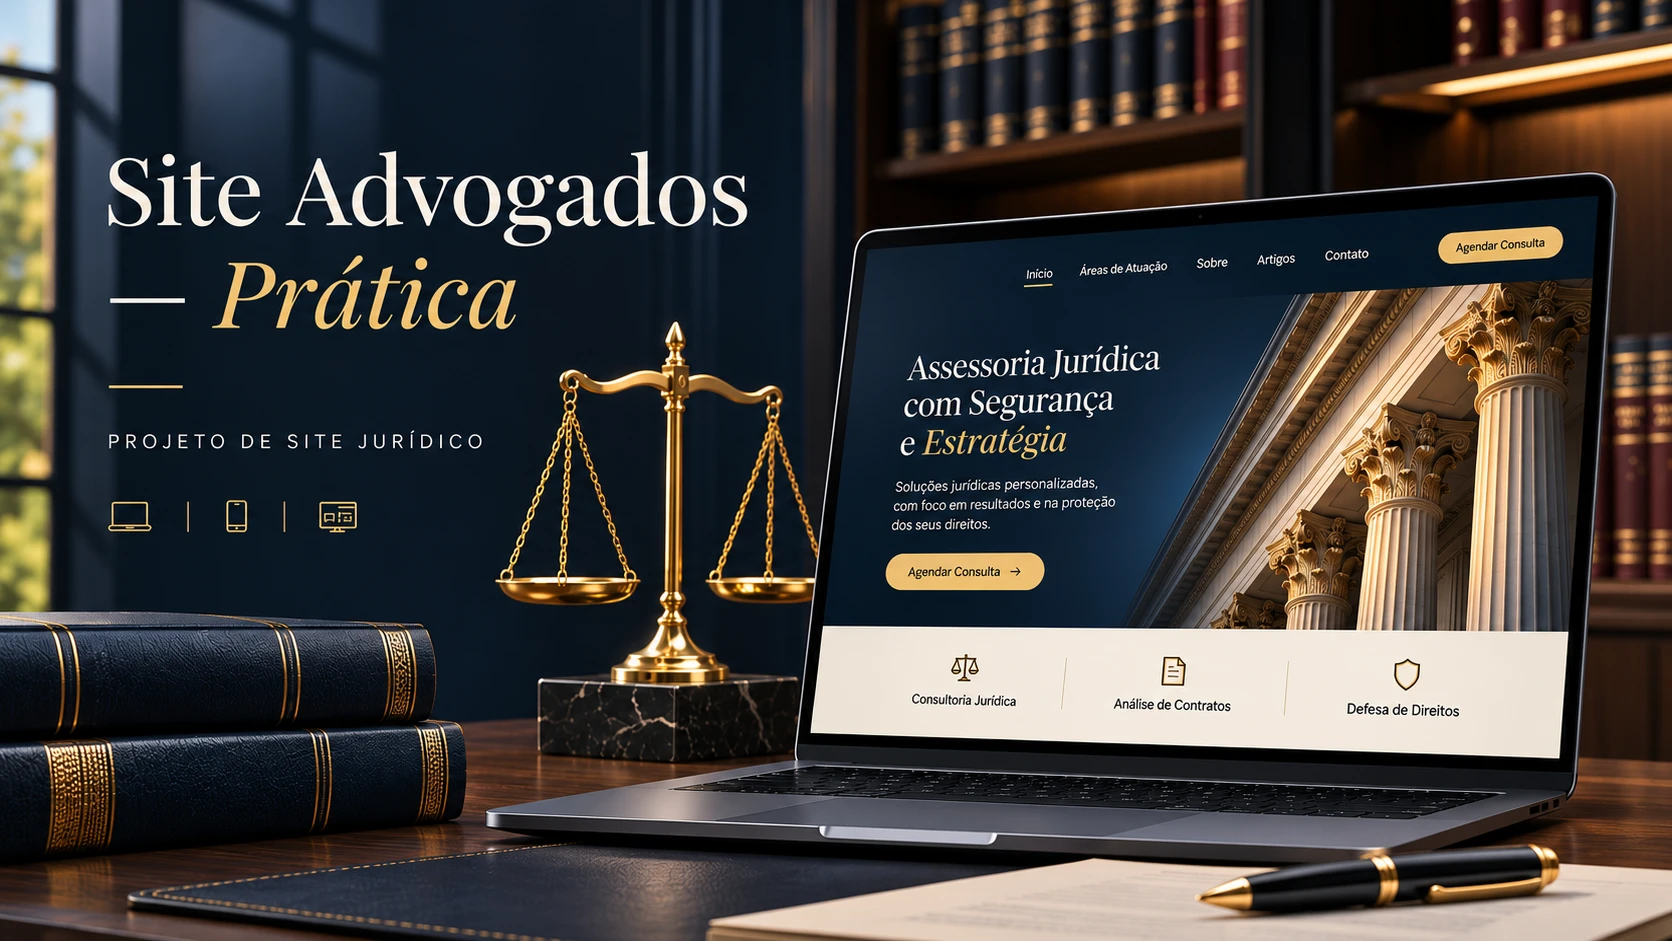 Site Advogados
Prática
PROJETO DE SITE JURÍDICO
Início Áreas de Atuação Sobre Artigos Contato Agendar Consulta
Assessoria Jurídica
com Segurança
e Estratégia
Soluções jurídicas personalizadas,
com foco em resultados e na proteção
dos seus direitos.
Agendar Consulta →
Consultoria Jurídica
Análise de Contratos
Defesa de Direitos